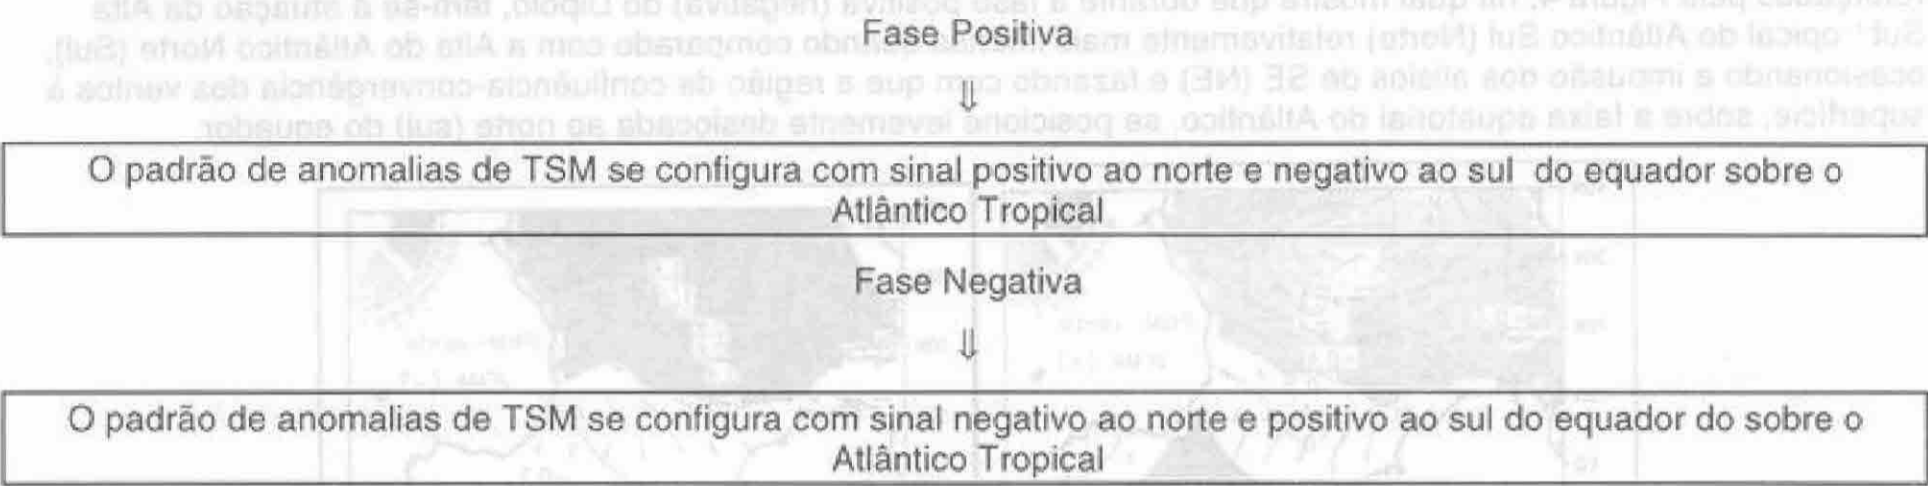 Fase Positiva
⇓
O padrão de anomalias de TSM se configura com sinal positivo ao norte e negativo ao sul do equador sobre o
Atlântico Tropical
Fase Negativa
⇓
O padrão de anomalias de TSM se configura com sinal negativo ao norte e positivo ao sul do equador do sobre o
Atlântico Tropical